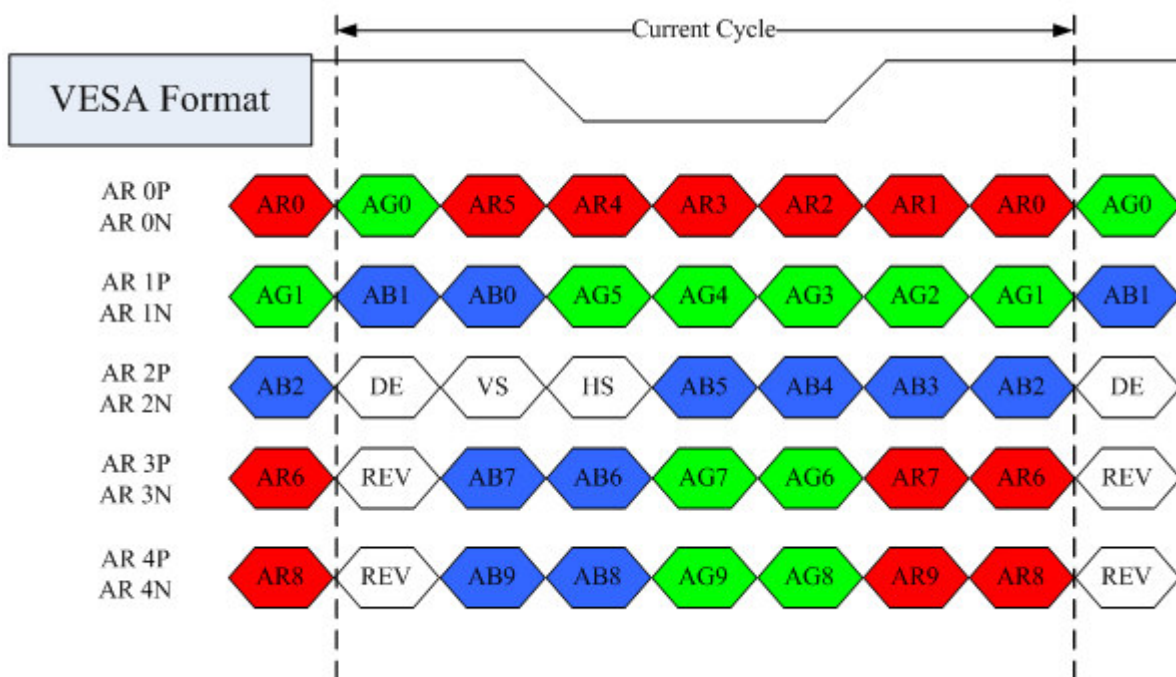 Current Cycle
VESA Format
AR 0P
AR 0N
AR0 AG0 AR5 AR4 AR3 AR2 AR1 AR0 AG0
AR 1P
AR 1N
AG1 AB1 AB0 AG5 AG4 AG3 AG2 AG1 AB1
AR 2P
AR 2N
AB2 DE VS HS AB5 AB4 AB3 AB2 DE
AR 3P
AR 3N
AR6 REV AB7 AB6 AG7 AG6 AR7 AR6 REV
AR 4P
AR 4N
AR8 REV AB9 AB8 AG9 AG8 AR9 AR8 REV